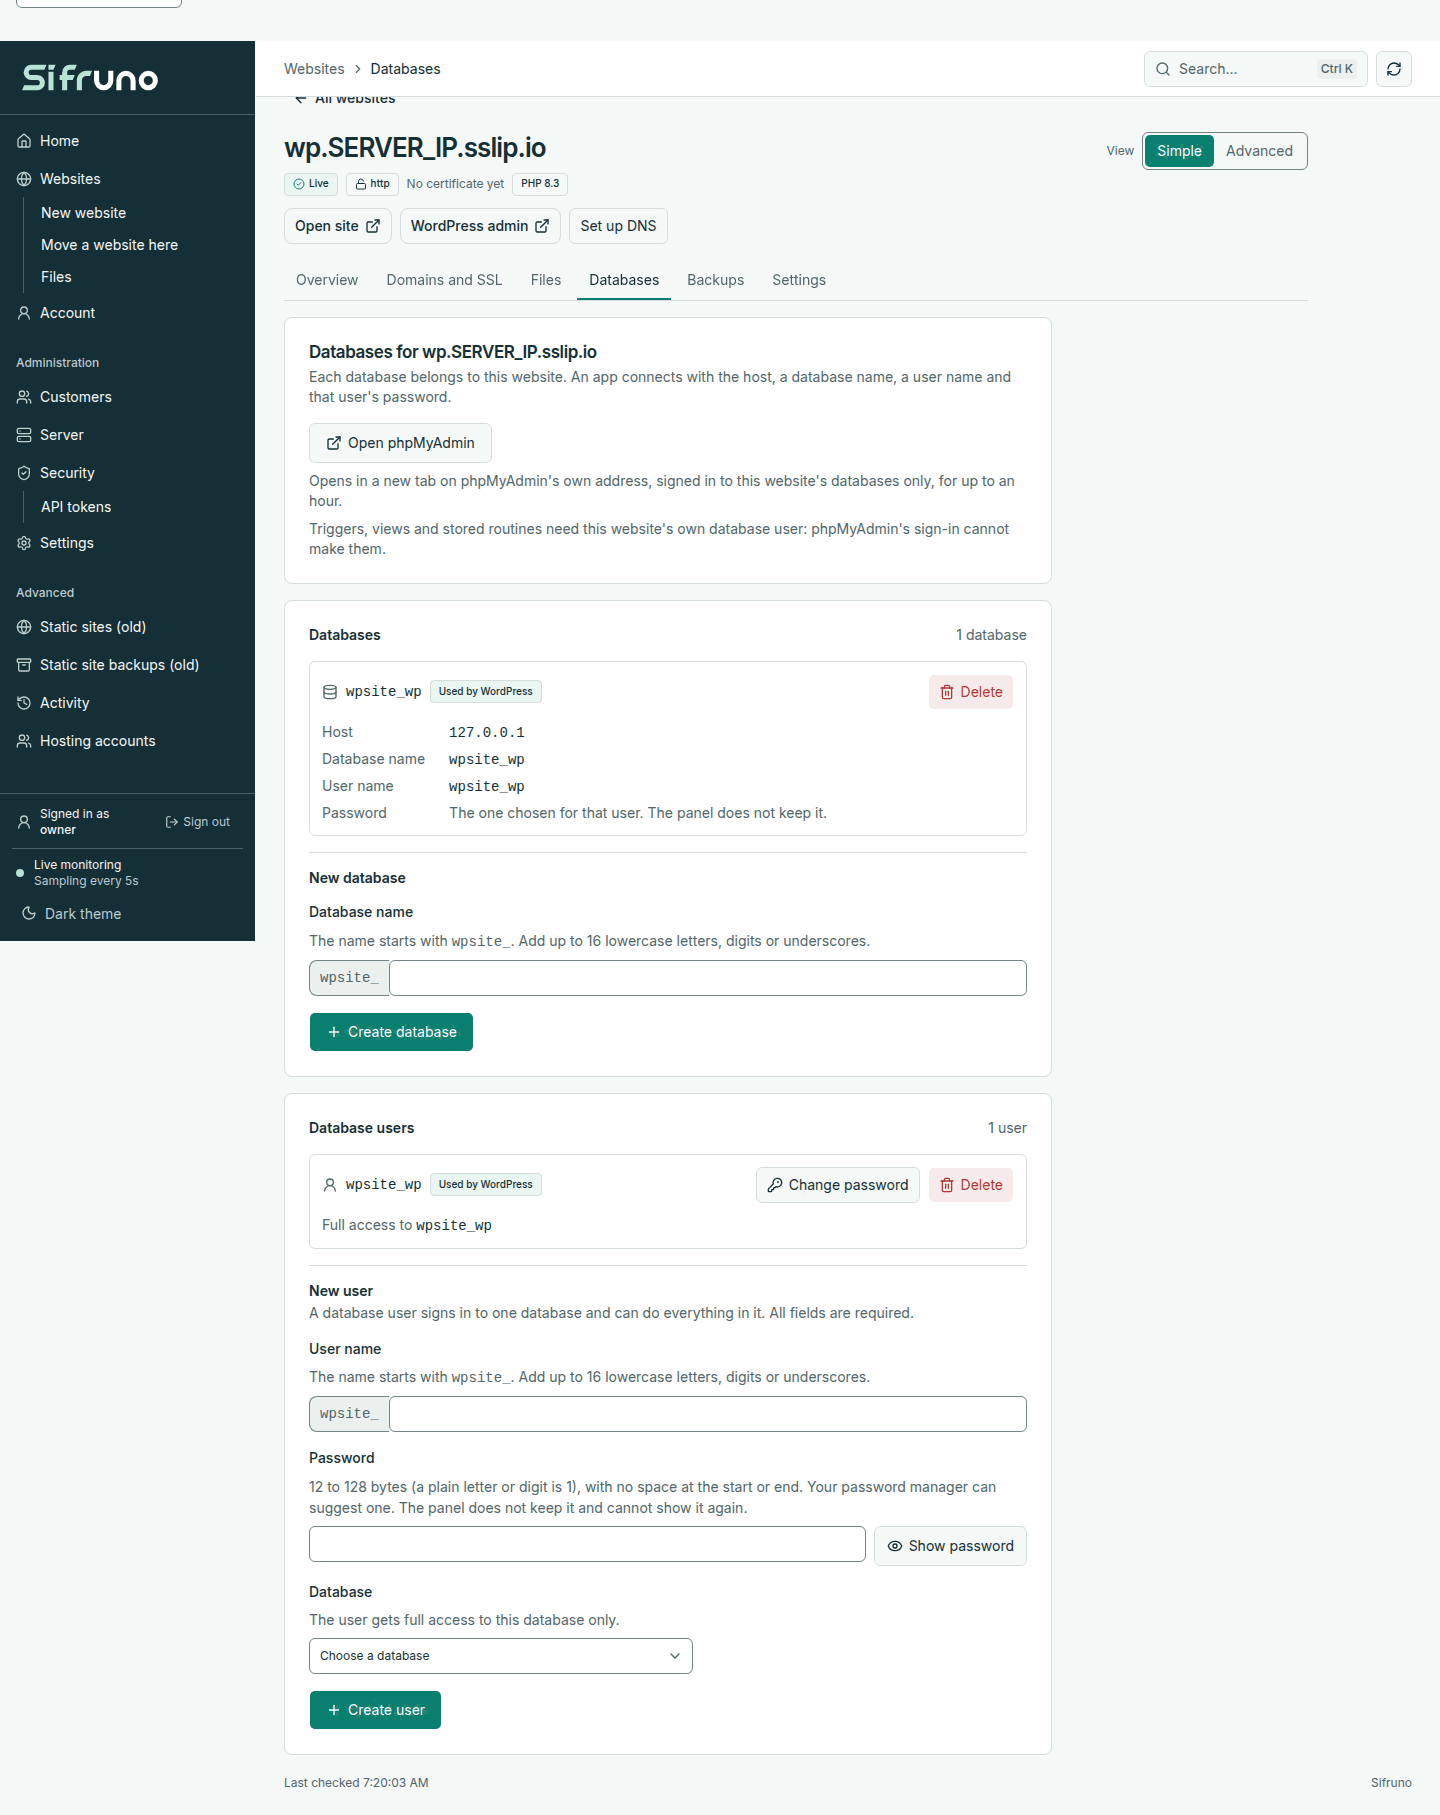 Sifruno
Websites > Databases
Search...
Ctrl K
All websites
Home
Websites
New website
Move a website here
Files
Account
Administration
Customers
Server
Security
API tokens
Settings
Advanced
Static sites (old)
Static site backups (old)
Activity
Hosting accounts
Signed in as
owner
Sign out
Live monitoring
Sampling every 5s
Dark theme
wp.SERVER_IP.sslip.io
View
Simple
Advanced
Live
http
No certificate yet
PHP 8.3
Open site
WordPress admin
Set up DNS
Overview
Domains and SSL
Files
Databases
Backups
Settings
Databases for wp.SERVER_IP.sslip.io
Each database belongs to this website. An app connects with the host, a database name, a user name and
that user's password.
Open phpMyAdmin
Opens in a new tab on phpMyAdmin's own address, signed in to this website's databases only, for up to an
hour.
Triggers, views and stored routines need this website's own database user: phpMyAdmin's sign-in cannot
make them.
Databases
1 database
wpsite_wp
Used by WordPress
Delete
Host 127.0.0.1
Database name wpsite_wp
User name wpsite_wp
Password The one chosen for that user. The panel does not keep it.
New database
Database name
The name starts with wpsite_. Add up to 16 lowercase letters, digits or underscores.
wpsite_
Create database
Database users
1 user
wpsite_wp
Used by WordPress
Change password
Delete
Full access to wpsite_wp
New user
A database user signs in to one database and can do everything in it. All fields are required.
User name
The name starts with wpsite_. Add up to 16 lowercase letters, digits or underscores.
wpsite_
Password
12 to 128 bytes (a plain letter or digit is 1), with no space at the start or end. Your password manager can
suggest one. The panel does not keep it and cannot show it again.
Show password
Database
The user gets full access to this database only.
Choose a database
Create user
Last checked 7:20:03 AM
Sifruno